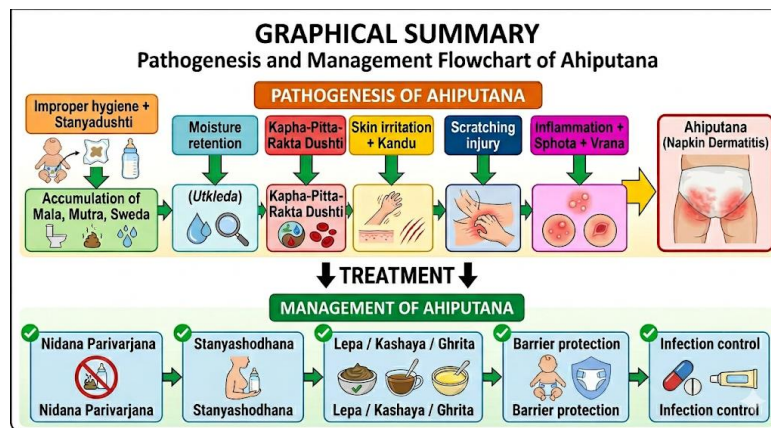 GRAPHICAL SUMMARY
Pathogenesis and Management Flowchart of Ahiputana
PATHOGENESIS OF AHIPUTANA
Improper hygiene +
Stanyadushti
Accumulation of
Mala, Mutra, Sweda
Moisture
retention
(Utkleda)
Kapha-Pitta-
Rakta Dushti
Kapha-Pitta-
Rakta Dushti
Skin irritation
+ Kandu
Scratching
injury
Inflammation +
Sphota + Vrana
Ahiputana
(Napkin Dermatitis)
TREATMENT
MANAGEMENT OF AHIPUTANA
Nidana Parivarjana
Nidana Parivarjana
Stanyashodhana
Stanyashodhana
Lepa / Kashaya / Ghrita
Lepa / Kashaya / Ghrita
Barrier protection
Barrier protection
Infection control
Infection control